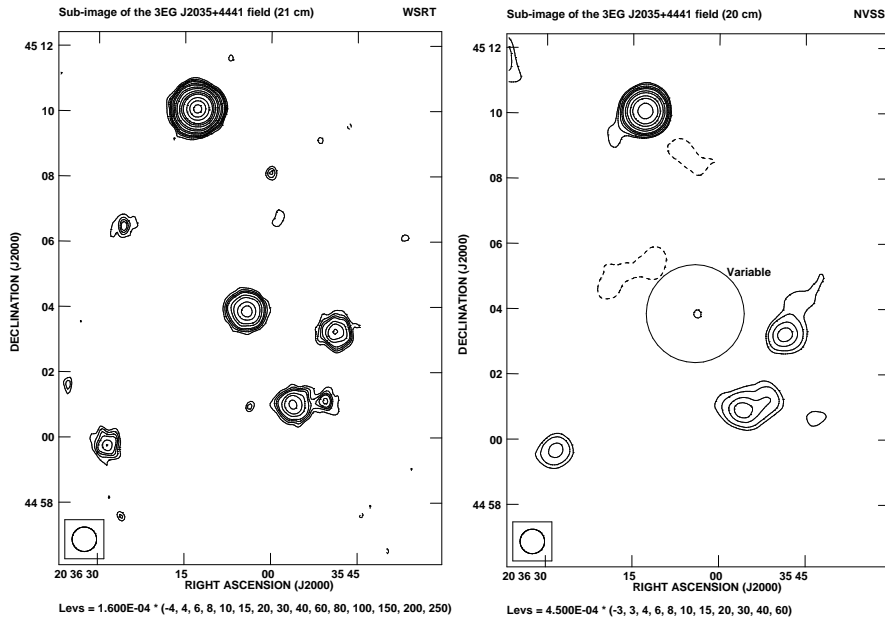 Sub-image of the 3EG J2035+4441 field (21 cm) WSRT
45 12
10
08
06
04
02
00
44 58
DECLINATION (J2000)
20 36 30 15 00 35 45
RIGHT ASCENSION (J2000)
Levs = 1.600E-04 * (-4, 4, 6, 8, 10, 15, 20, 30, 40, 60, 80, 100, 150, 200, 250)
Sub-image of the 3EG J2035+4441 field (20 cm) NVSS
45 12
10
08
06
04
02
00
44 58
DECLINATION (J2000)
Variable
20 36 30 15 00 35 45
RIGHT ASCENSION (J2000)
Levs = 4.500E-04 * (-3, 3, 4, 6, 8, 10, 15, 20, 30, 40, 60)